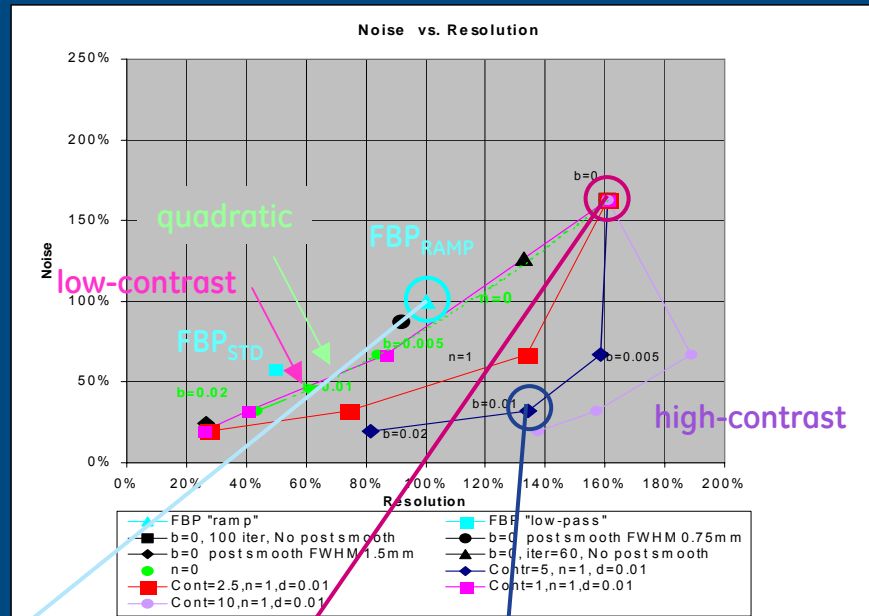 Noise vs. Resolution
250%
200%
150%
100%
50%
0%
Noise
0% 20% 40% 60% 80% 100% 120% 140% 160% 180% 200%
Resolution
b=0
quadratic
FBP RAMP
low-contrast
n=0
FBP STD
b=0.005
n=1
b=0.005
b=0.02
0.01
b=0.01
b=0.02
high-contrast
FBP "ramp"
FBP "low-pass"
b=0, 100 iter, No post smooth
b=0 post smooth FWHM 0.75mm
b=0 post smooth FWHM 1.5mm
b=0, iter=60, No post smooth
n=0
Contr=5, n=1, d=0.01
Cont=2.5,n=1,d=0.01
Cont=1,n=1,d=0.01
Cont=10,n=1,d=0.01